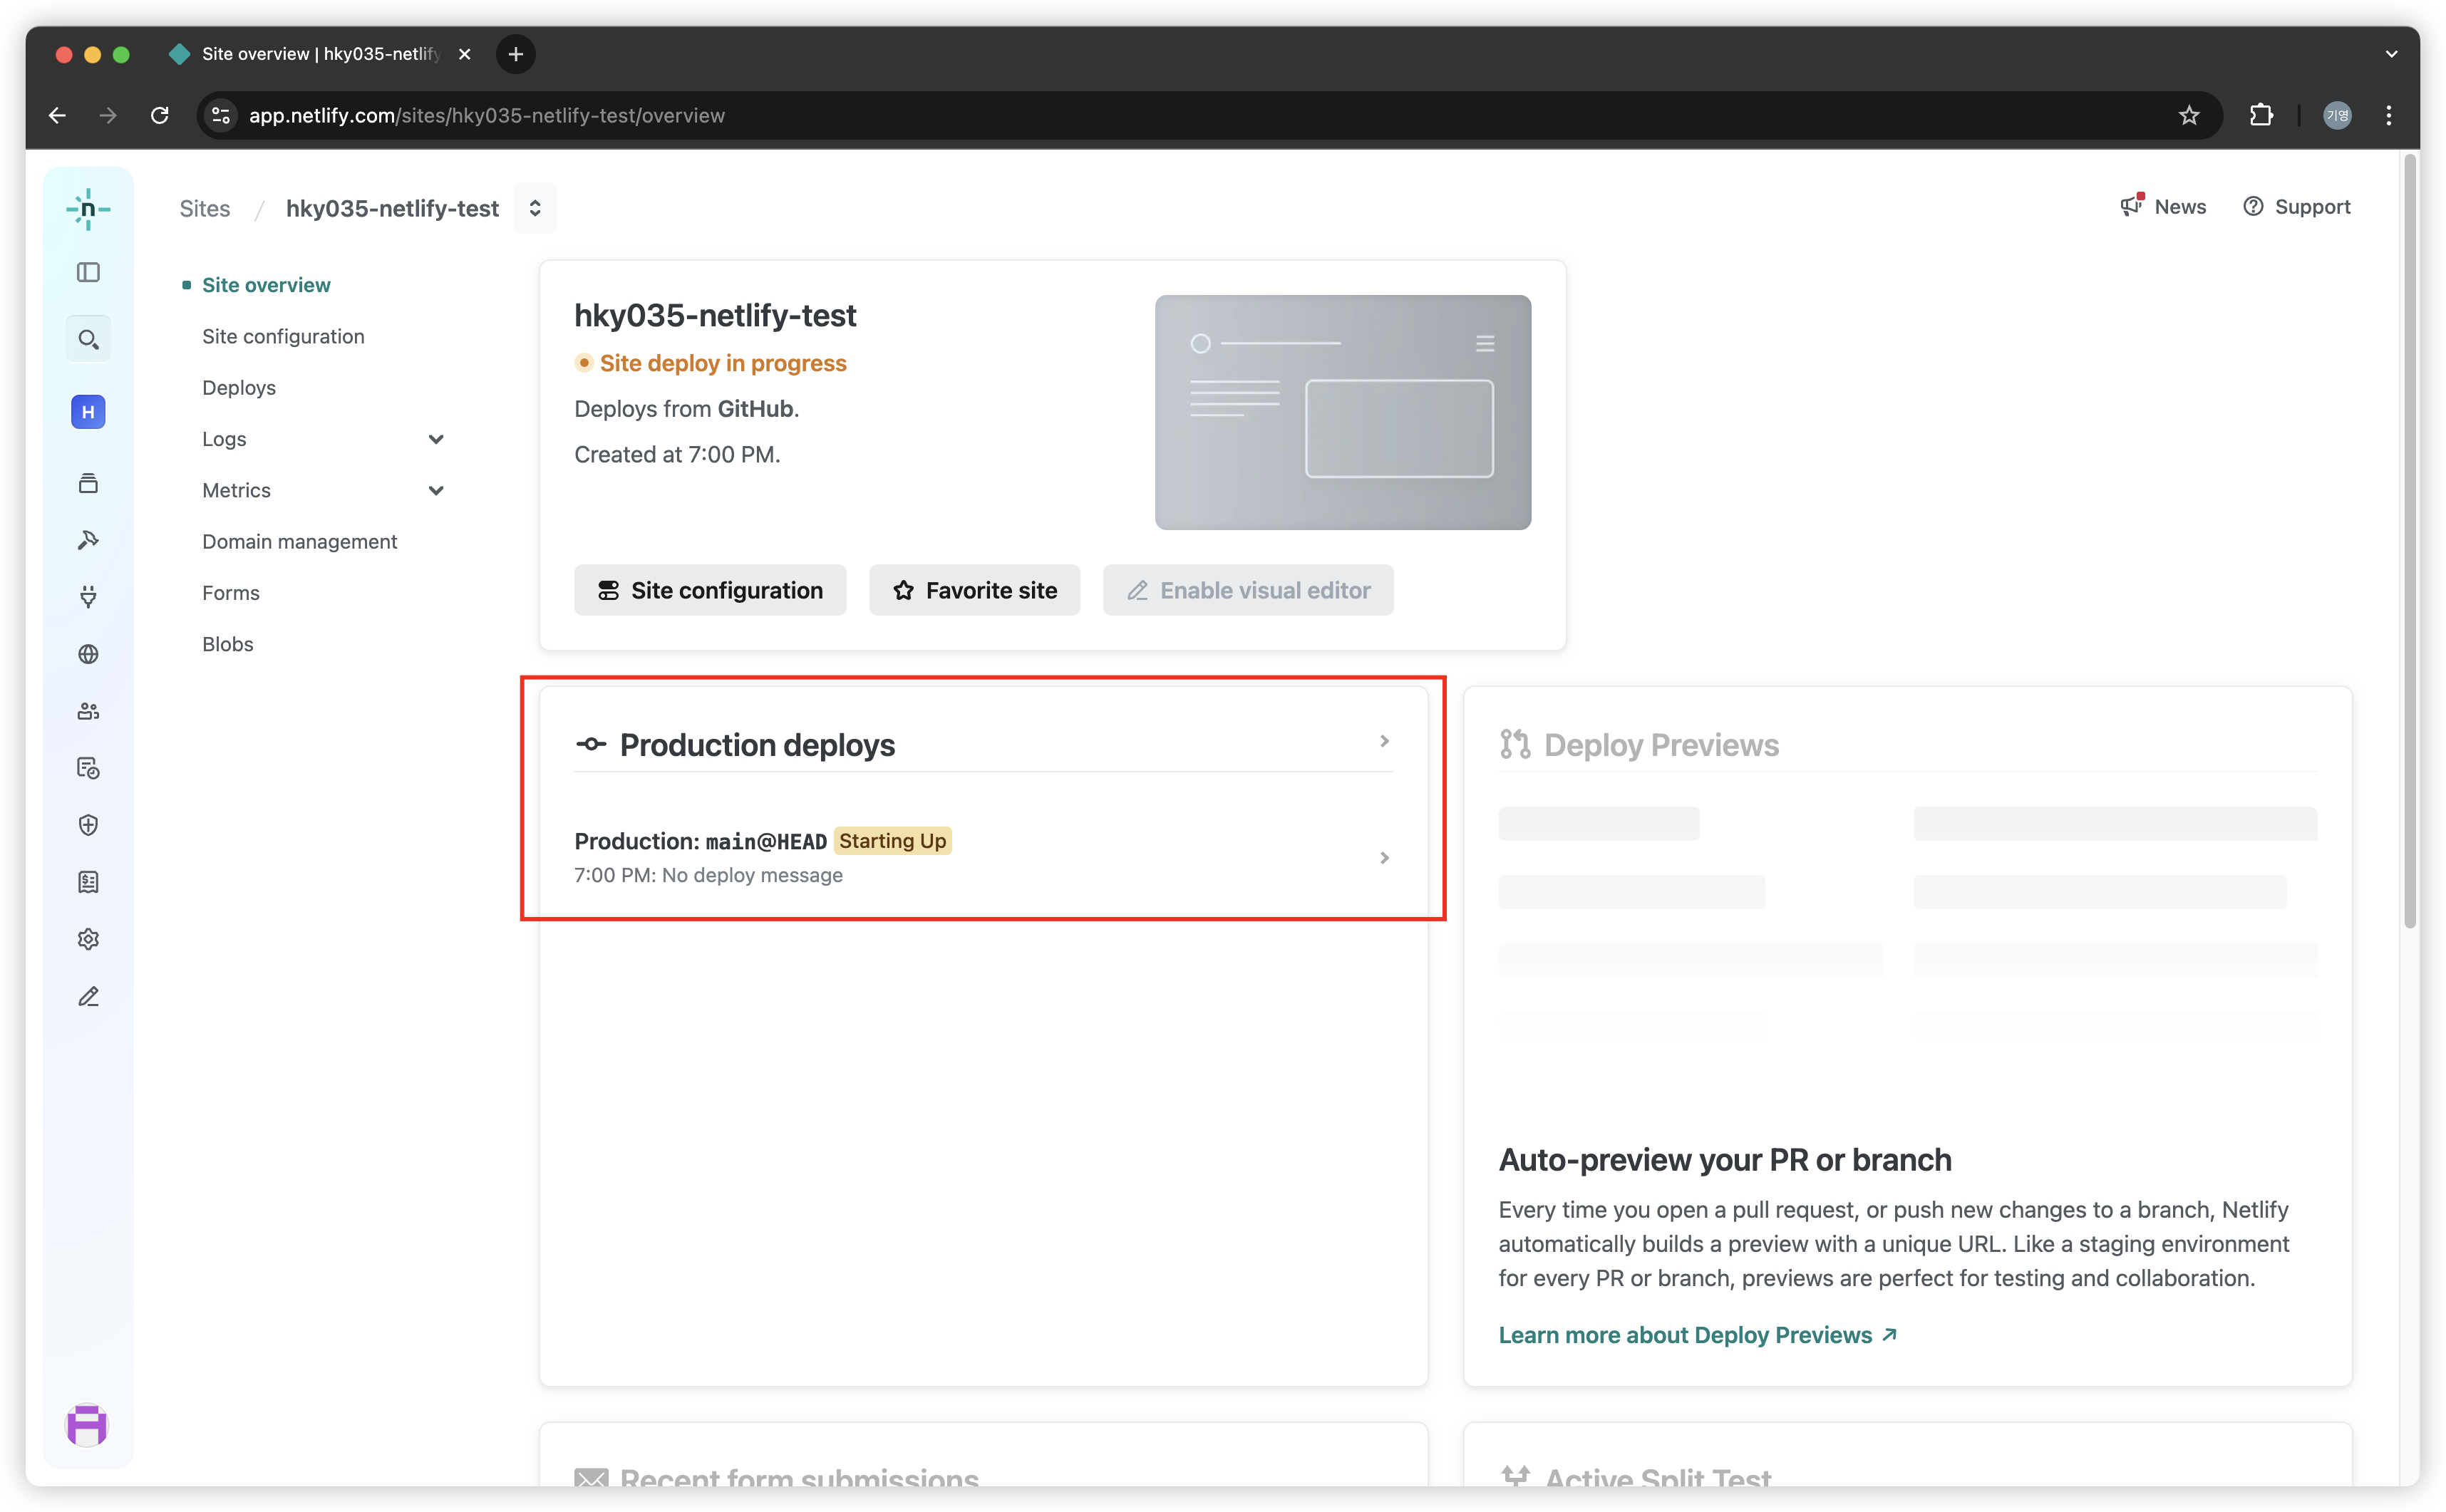 Site overview | hky035-netlify
app.netlify.com/sites/hky035-netlify-test/overview
기영
n
Sites / hky035-netlify-test
News
Support
Site overview
Site configuration
Deploys
Logs
Metrics
Domain management
Forms
Blobs
H
hky035-netlify-test
Site deploy in progress
Deploys from GitHub.
Created at 7:00 PM.
Site configuration
Favorite site
Enable visual editor
Production deploys
Production: main@HEAD Starting Up
7:00 PM: No deploy message
Deploy Previews
Auto-preview your PR or branch
Every time you open a pull request, or push new changes to a branch, Netlify
automatically builds a preview with a unique URL. Like a staging environment
for every PR or branch, previews are perfect for testing and collaboration.
Learn more about Deploy Previews
Recent form submissions
Active Split Test